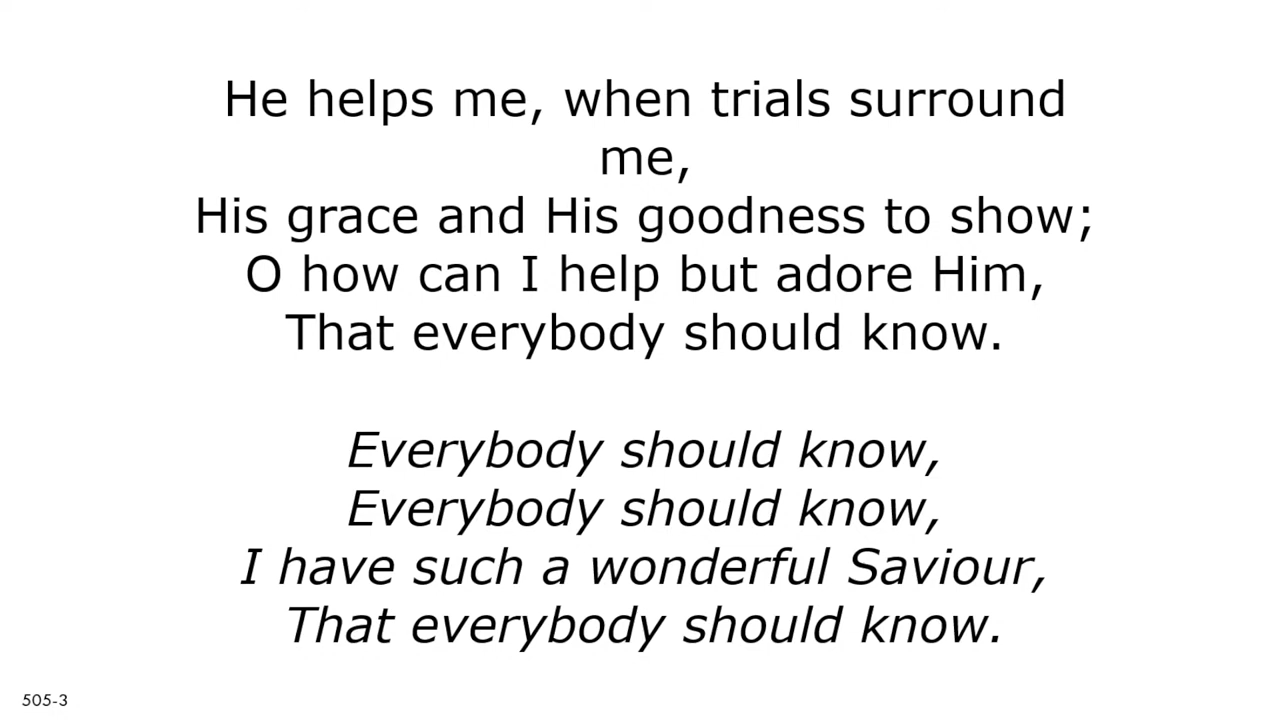 He helps me, when trials surround
me,
His grace and His goodness to show;
O how can I help but adore Him,
That everybody should know.
Everybody should know,
Everybody should know,
I have such a wonderful Saviour,
That everybody should know.
505-3